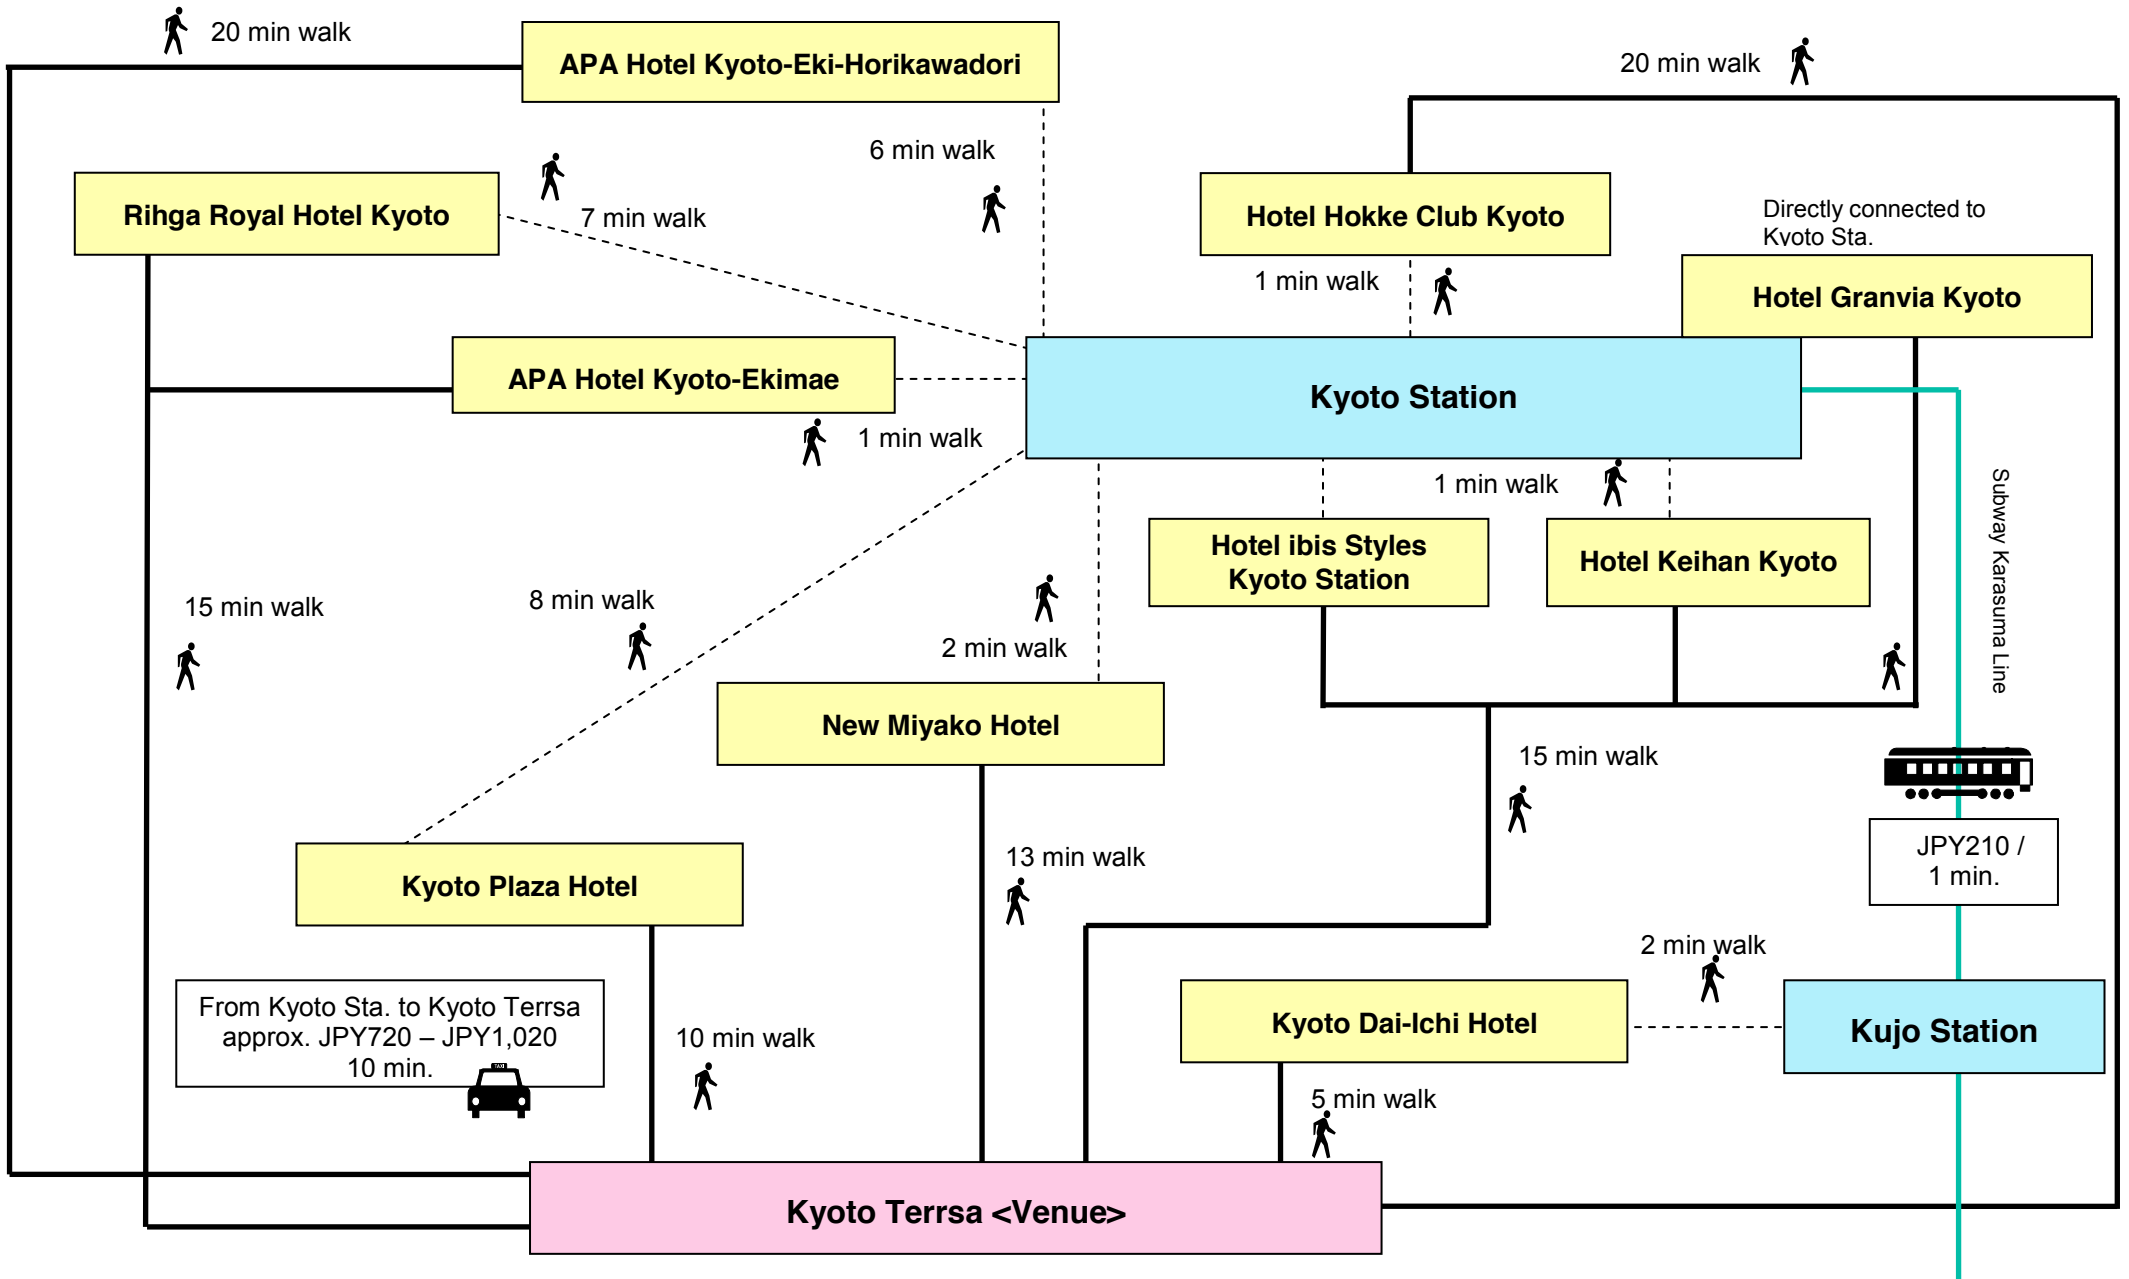 20 min walk
APA Hotel Kyoto-Eki-Horikawadori
20 min walk
6 min walk
Rihga Royal Hotel Kyoto
7 min walk
Hotel Hokke Club Kyoto
Directly connected to
Kyoto Sta.
1 min walk
Hotel Granvia Kyoto
APA Hotel Kyoto-Ekimae
Kyoto Station
1 min walk
1 min walk
Subway Karasuma Line
Hotel ibis Styles
Kyoto Station
Hotel Keihan Kyoto
15 min walk
8 min walk
2 min walk
New Miyako Hotel
15 min walk
JPY210 /
1 min.
13 min walk
Kyoto Plaza Hotel
2 min walk
From Kyoto Sta. to Kyoto Terrsa
approx. JPY720 – JPY1,020
10 min.
TAXI
10 min walk
Kyoto Dai-Ichi Hotel
Kujo Station
5 min walk
Kyoto Terrsa <Venue>